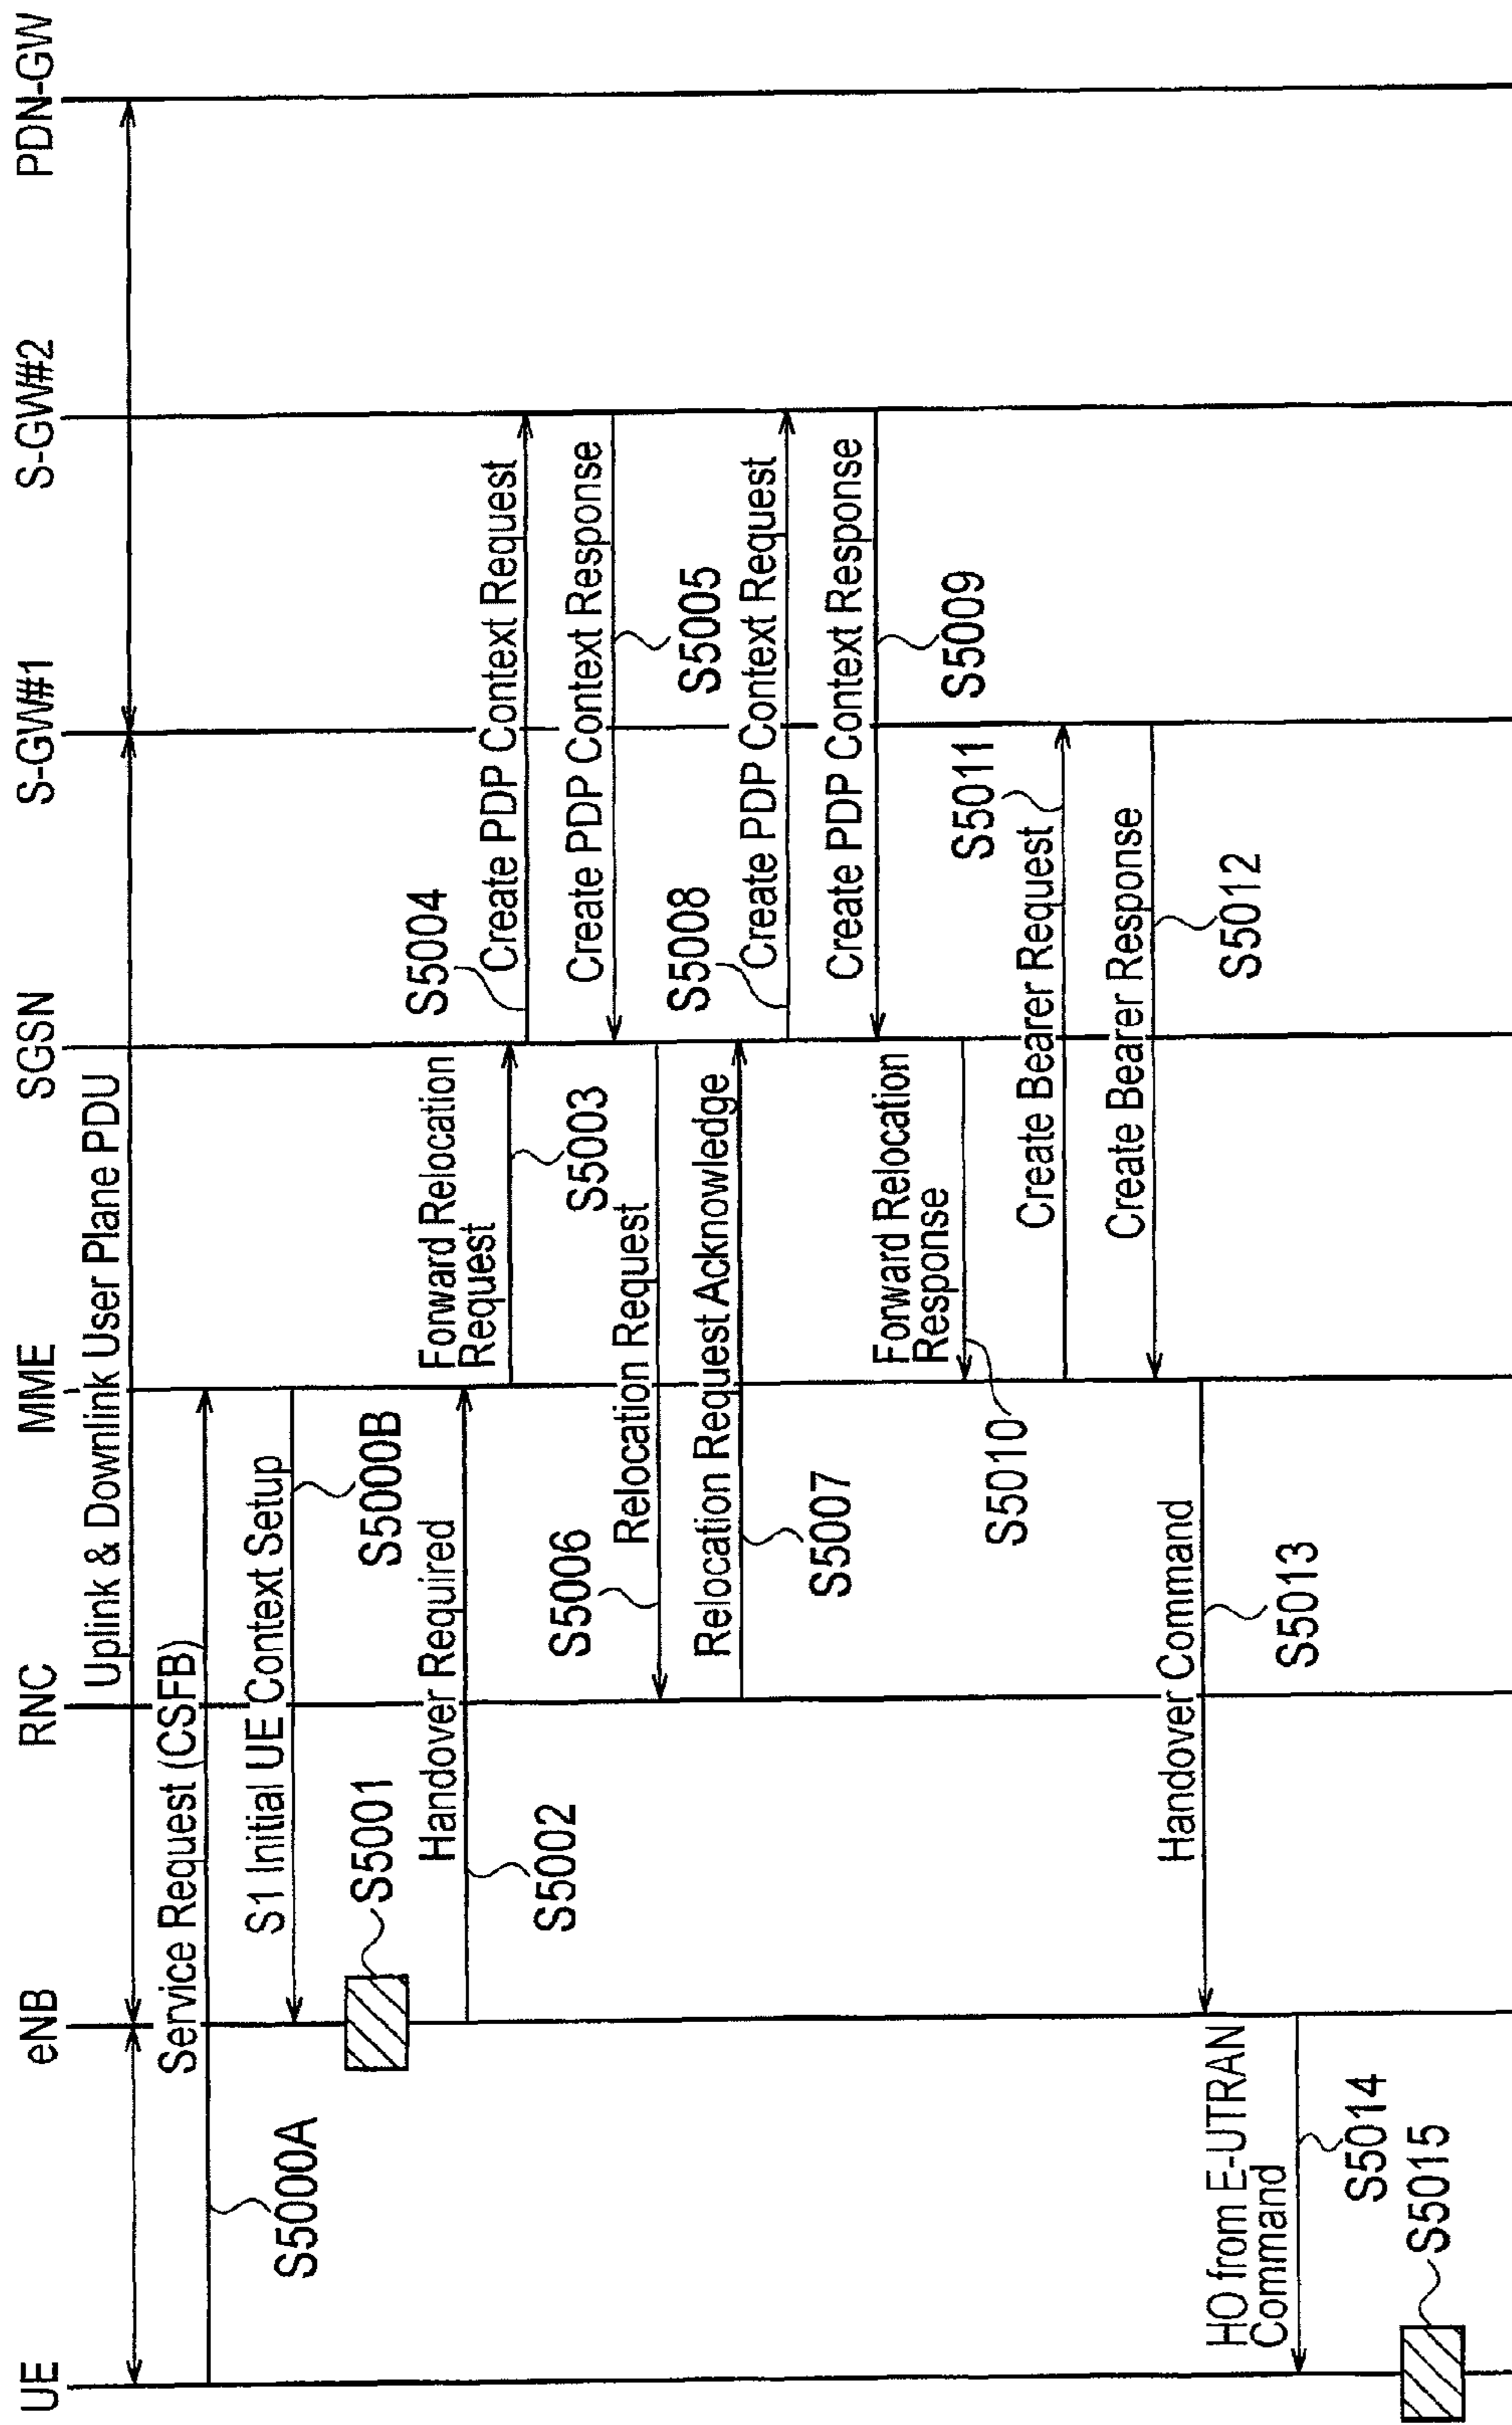 UE
eNB
RNC
MME
SGSN
S-GW#1
S-GW#2
PDN-GW
Uplink & Downlink User Plane PDU
Service Request (CSFB)
S5000A
S1 Initial UE Context Setup
S5000B
S5001
Handover Required
S5002
Forward Relocation
Request
S5003
S5004
Create PDP Context Request
Create PDP Context Response
S5005
S5006
Relocation Request
Relocation Request Acknowledge
S5007
S5008
Create PDP Context Request
Create PDP Context Response
S5009
Forward Relocation
Response
S5010
S5011
Create Bearer Request
Create Bearer Response
S5012
Handover Command
S5013
HO from E-UTRAN
Command
S5014
S5015